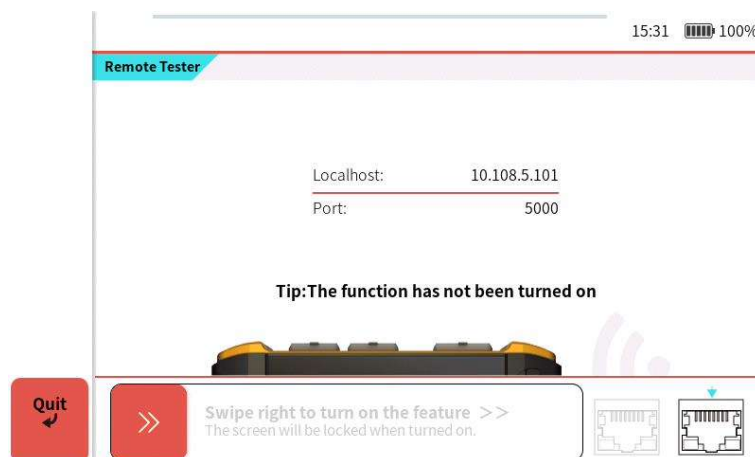 15:31 100%
Remote Tester
Localhost: 10.108.5.101
Port: 5000
Tip:The function has not been turned on
Quit
Swipe right to turn on the feature >>
The screen will be locked when turned on.